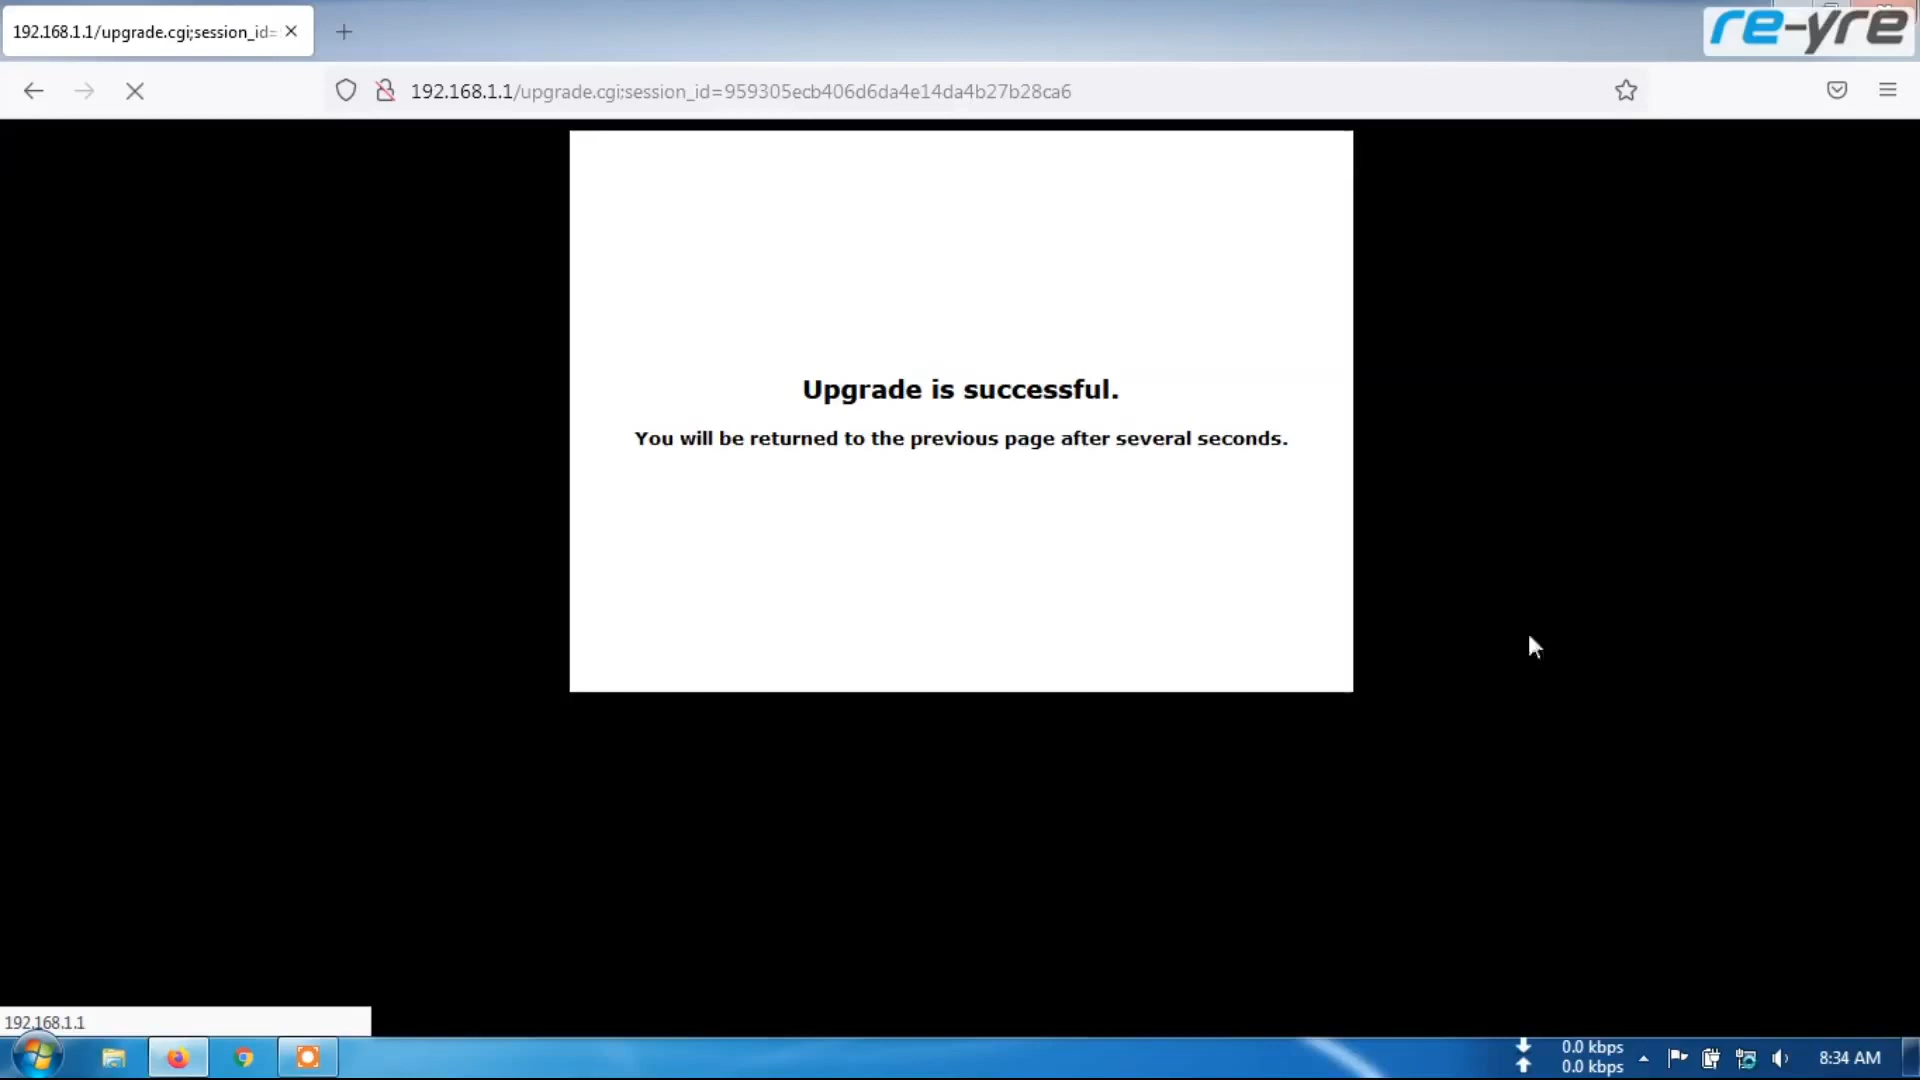 192.168.1.1/upgrade.cgi;session_id=
re-yre
192.168.1.1/upgrade.cgi;session_id=959305ecb406d6da4e14da4b27b28ca6
Upgrade is successful.
You will be returned to the previous page after several seconds.
192.168.1.1
0.0 kbps
0.0 kbps
8:34 AM